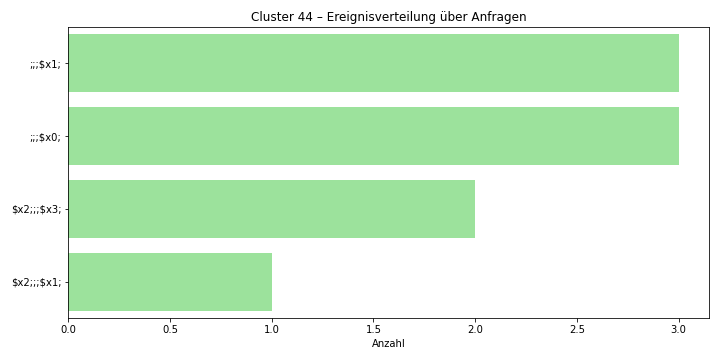 Cluster 44 – Ereignisverteilung über Anfragen
;;;$x1;
;;;$x0;
$x2;;;$x3;
$x2;;;$x1;
0.0 0.5 1.0 1.5 2.0 2.5 3.0
Anzahl